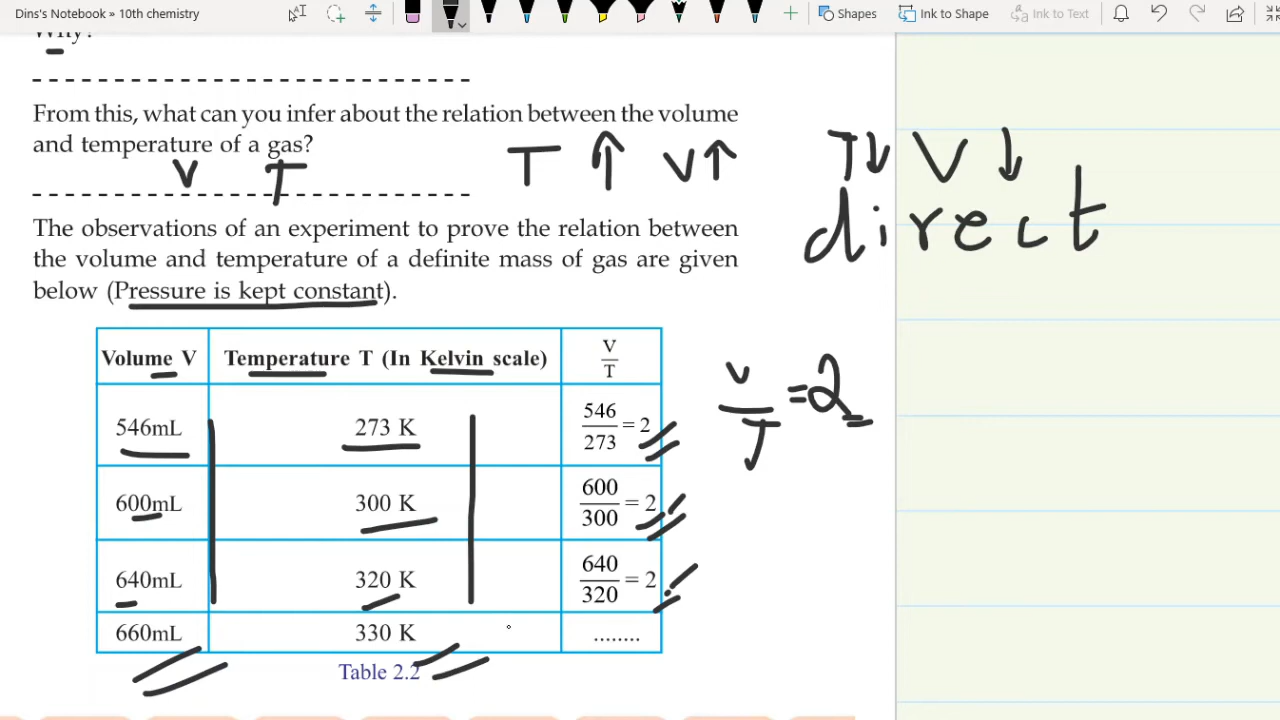 Dins's Notebook » 10th chemistry
Shapes
Ink to Shape
Ink to Text
Why?
From this, what can you infer about the relation between the volume
and temperature of a gas?
V T
T ↑ V ↑
T ↓ V ↓
direct
The observations of an experiment to prove the relation between
the volume and temperature of a definite mass of gas are given
below (Pressure is kept constant).
Volume V Temperature T (In Kelvin scale) V/T
546mL 273 K 546/273 = 2
600mL 300 K 600/300 = 2
640mL 320 K 640/320 = 2
660mL 330 K ........
V/T = 2
Table 2.2